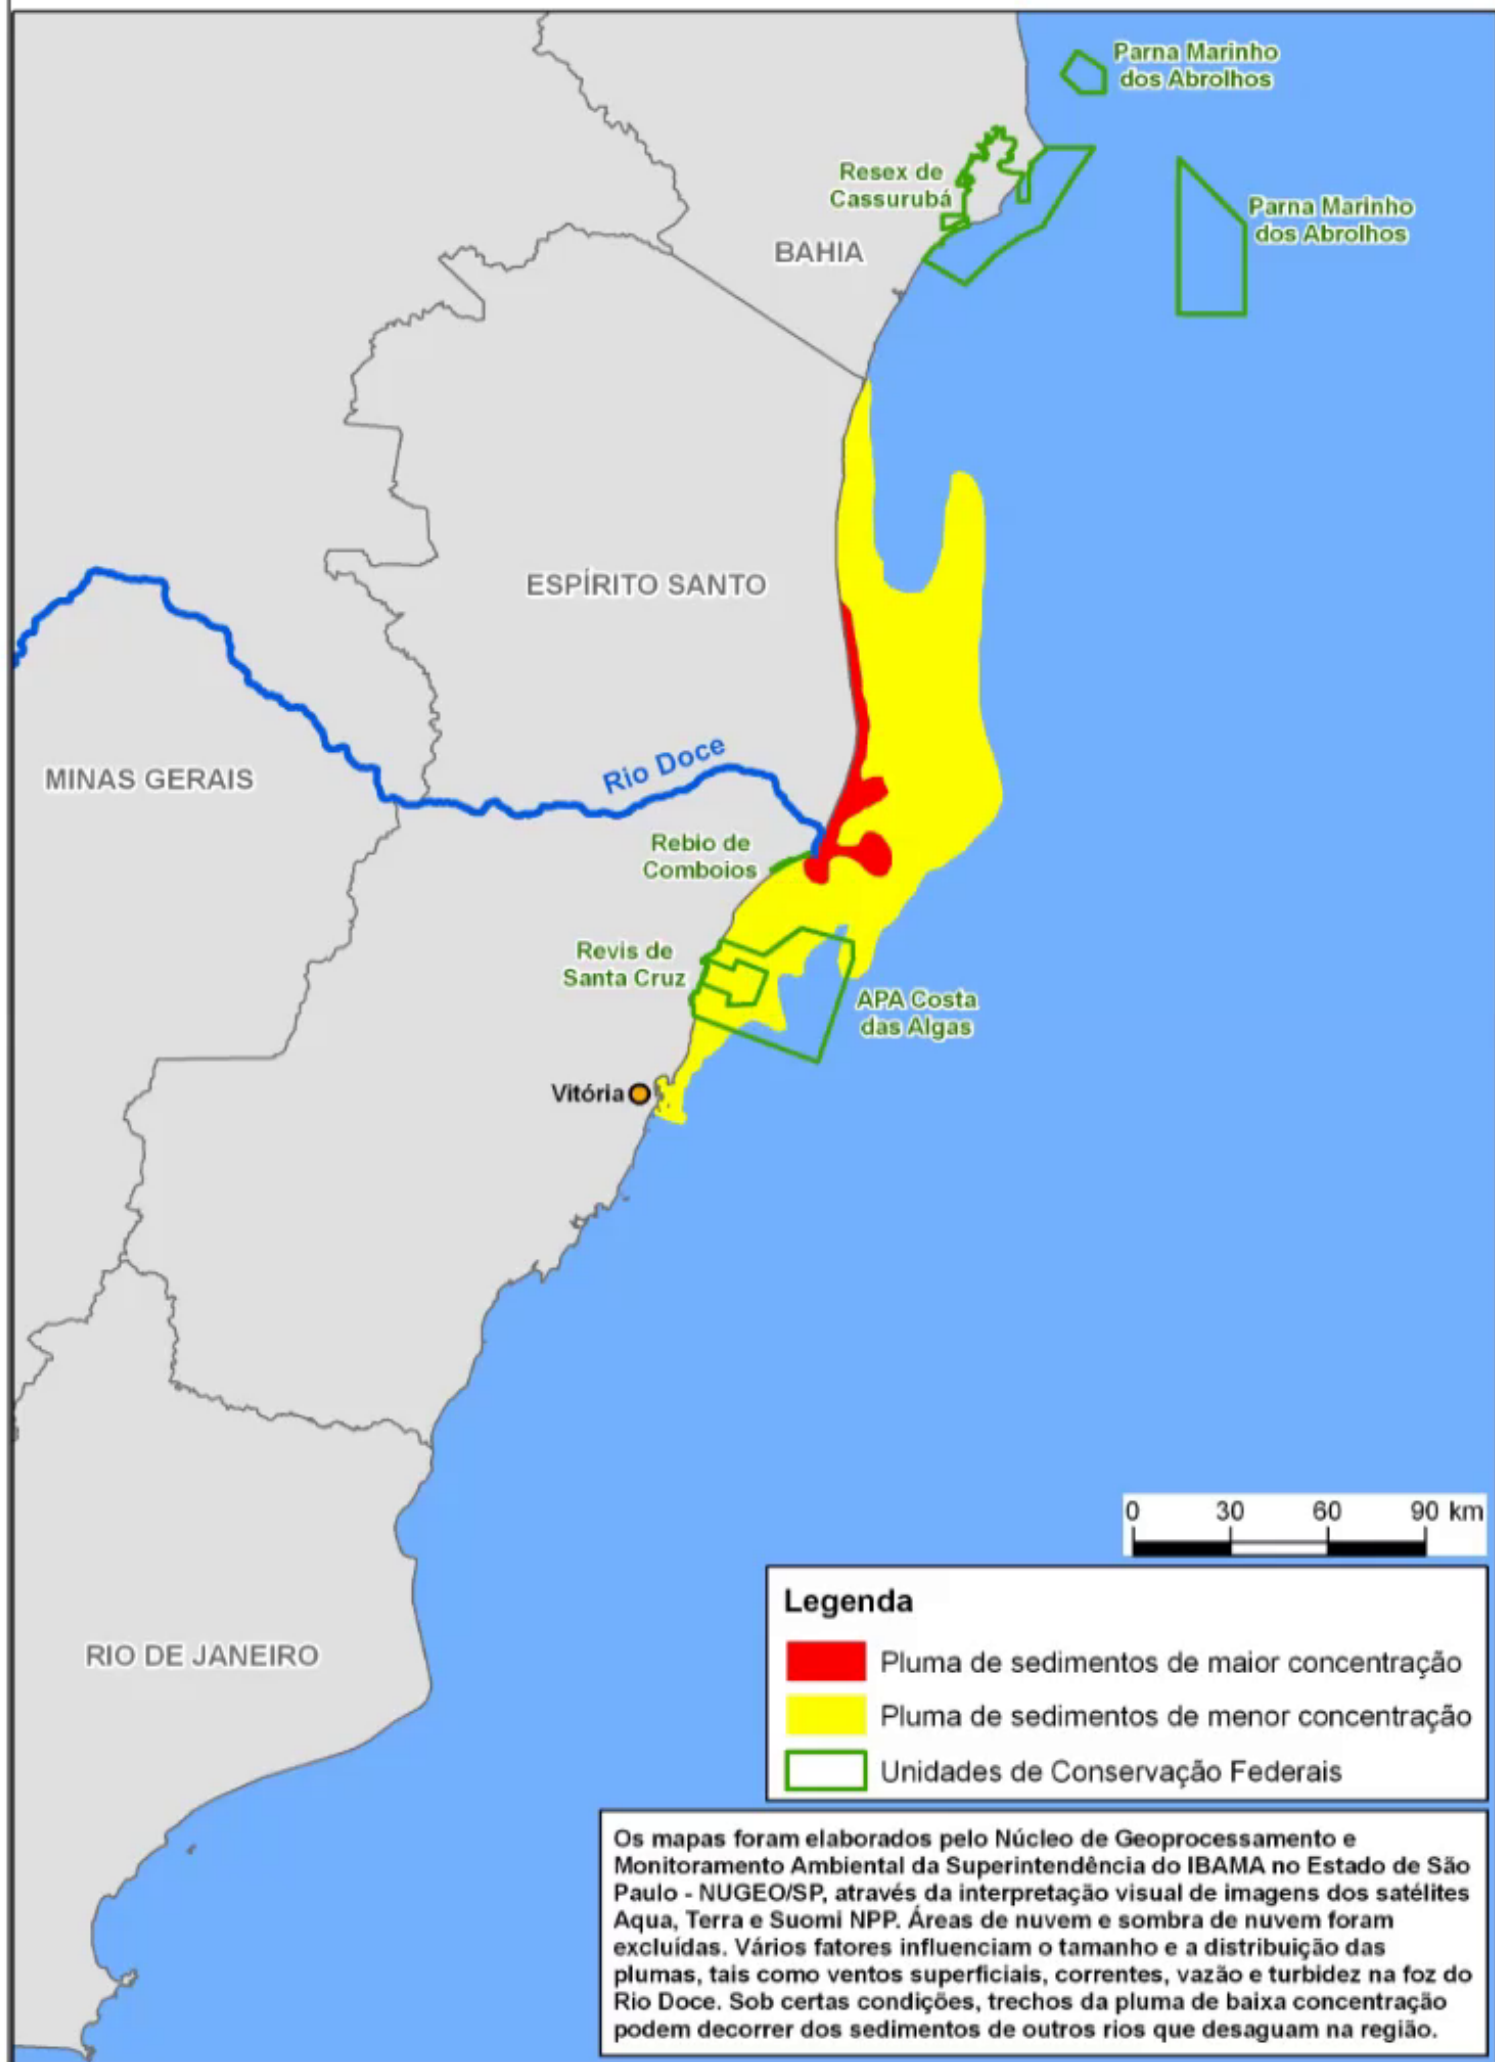 Parna Marinho
dos Abrolhos
Resex de
Cassurubá
Parna Marinho
dos Abrolhos
BAHIA
ESPÍRITO SANTO
Rio Doce
MINAS GERAIS
Rebio de
Comboios
Revis de
Santa Cruz
APA Costa
das Algas
Vitória
0 30 60 90 km
RIO DE JANEIRO
Legenda
Pluma de sedimentos de maior concentração
Pluma de sedimentos de menor concentração
Unidades de Conservação Federais
Os mapas foram elaborados pelo Núcleo de Geoprocessamento e
Monitoramento Ambiental da Superintendência do IBAMA no Estado de São
Paulo - NUGEO/SP, através da interpretação visual de imagens dos satélites
Aqua, Terra e Suomi NPP. Áreas de nuvem e sombra de nuvem foram
excluídas. Vários fatores influenciam o tamanho e a distribuição das
plumas, tais como ventos superficiais, correntes, vazão e turbidez na foz do
Rio Doce. Sob certas condições, trechos da pluma de baixa concentração
podem decorrer dos sedimentos de outros rios que desaguam na região.